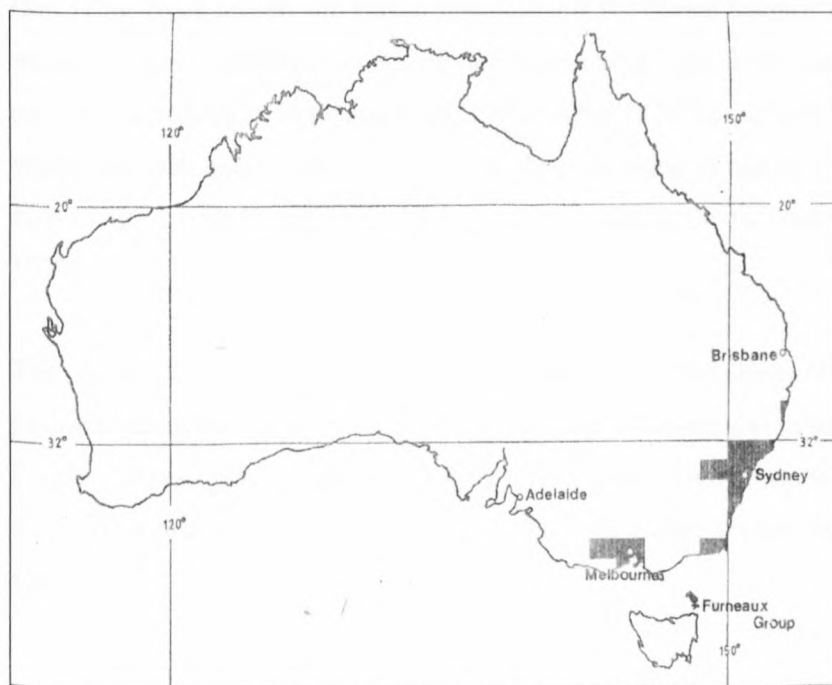 120°
150°
20°
20°
Brisbane
32°
32°
Sydney
Adelaide
120°
Melbourne
Furneaux
Group
150°